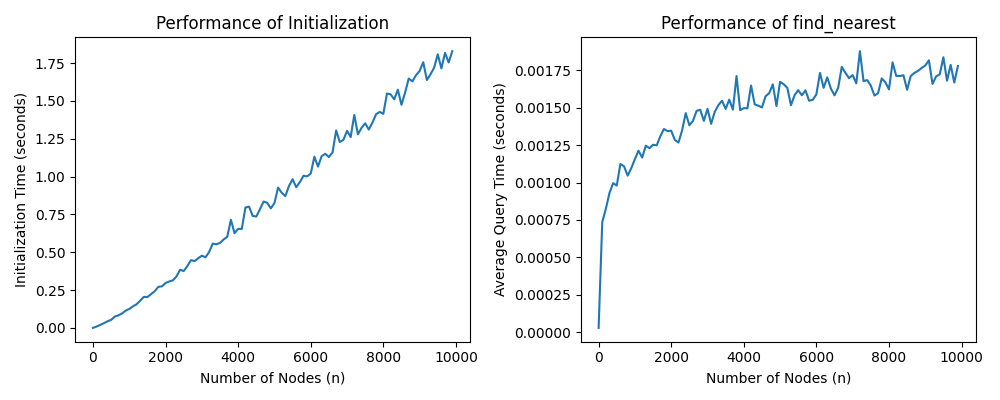 Performance of Initialization
Initialization Time (seconds)
1.75
1.50
1.25
1.00
0.75
0.50
0.25
0.00
0 2000 4000 6000 8000 10000
Number of Nodes (n)
Performance of find_nearest
Average Query Time (seconds)
0.00175
0.00150
0.00125
0.00100
0.00075
0.00050
0.00025
0.00000
0 2000 4000 6000 8000 10000
Number of Nodes (n)